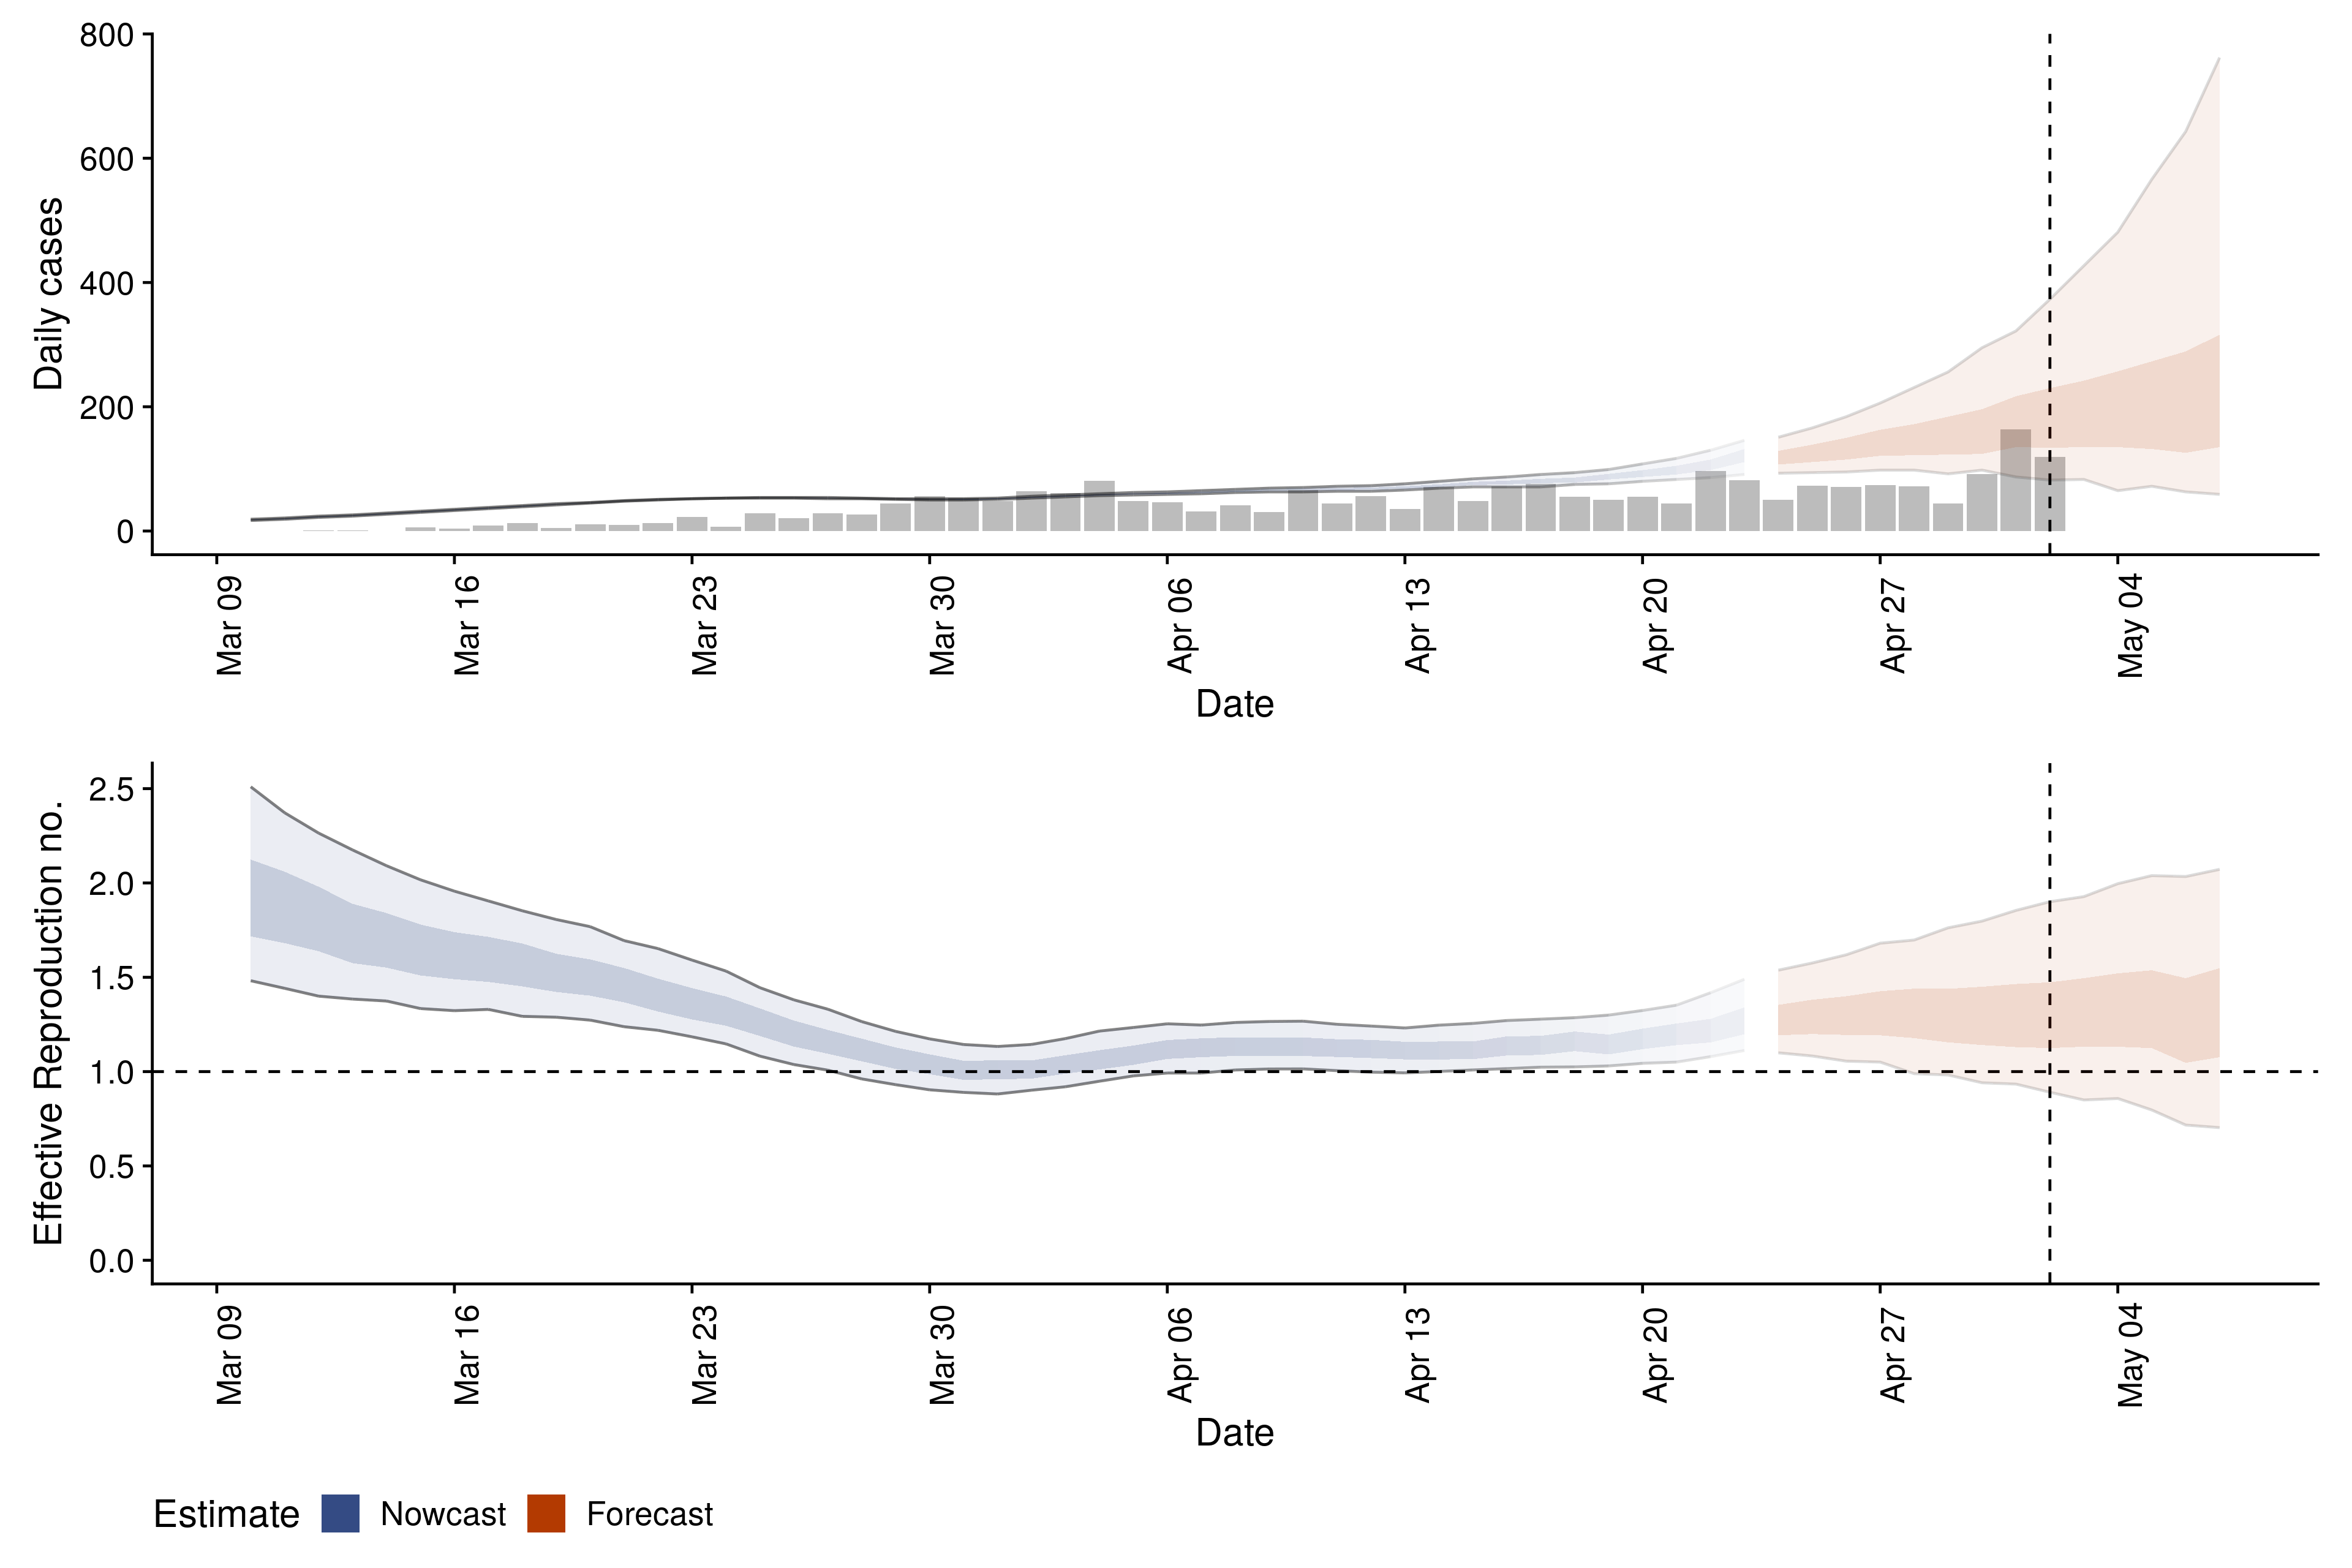 800
600
400
200
0
Daily cases
Mar 09
Mar 16
Mar 23
Mar 30
Apr 06
Apr 13
Apr 20
Apr 27
May 04
Date
2.5
2.0
1.5
1.0
0.5
0.0
Effective Reproduction no.
Mar 09
Mar 16
Mar 23
Mar 30
Apr 06
Apr 13
Apr 20
Apr 27
May 04
Date
Estimate Nowcast Forecast